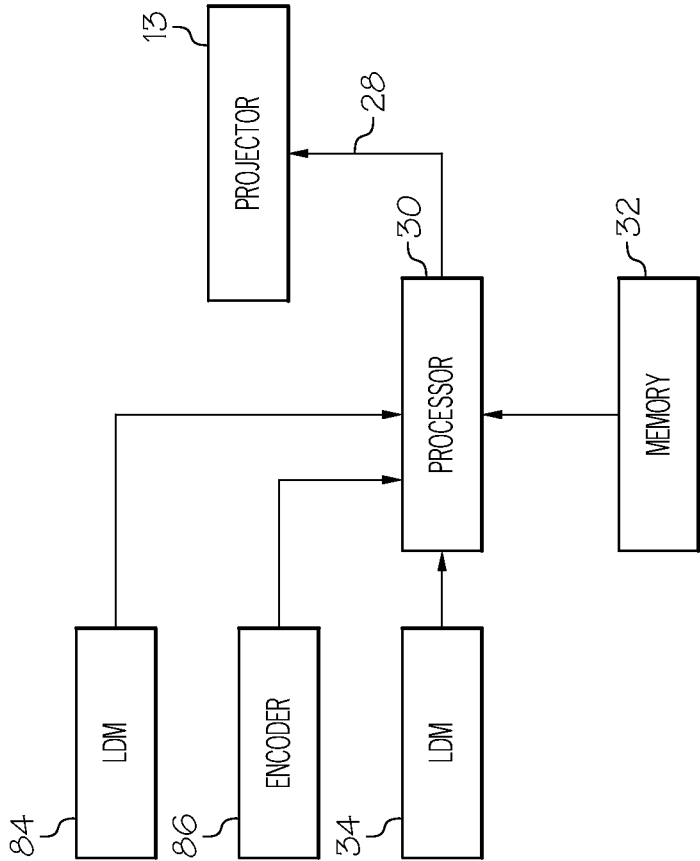 84
LDM
86
ENCODER
34
LDM
PROCESSOR
30
MEMORY
32
PROJECTOR
13
28